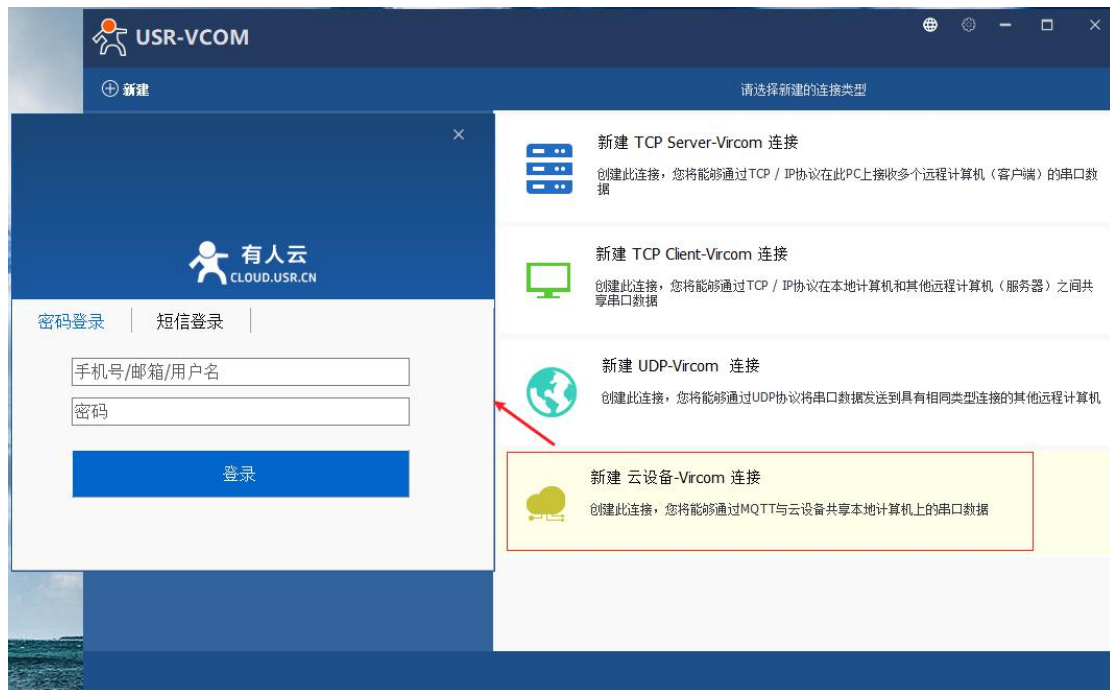 USR-VCOM
新建
请选择新建的连接类型
有人云
CLOUD.USR.CN
密码登录
短信登录
手机号/邮箱/用户名
密码
登录
新建 TCP Server-Vircom 连接
创建此连接，您将能够通过TCP / IP协议在此PC上接收多个远程计算机（客户端）的串口数
据
新建 TCP Client-Vircom 连接
创建此连接，您将能够通过TCP / IP协议在本地计算机和其他远程计算机（服务器）之间共
享串口数据
新建 UDP-Vircom 连接
创建此连接，您将能够通过UDP协议将串口数据发送到具有相同类型连接的其他远程计算机
新建 云设备-Vircom 连接
创建此连接，您将能够通过MQTT与云设备共享本地计算机上的串口数据